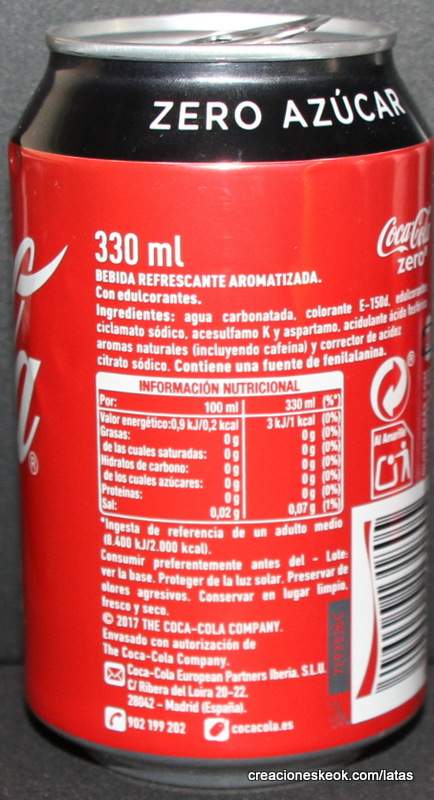 ZERO AZÚCAR
Coca-Cola
zero
330 ml
BEBIDA REFRESCANTE AROMATIZADA.
Con edulcorantes.
Ingredientes: agua carbonatada, colorante E-150d,
ciclamato sódico, acesulfamo K y aspartamo, acidulante ácido
aromas naturales (incluyendo cafeína) y corrector de acidez
citrato sódico. Contiene una fuente de fenilalanina.
INFORMACIÓN NUTRICIONAL
Por: 100 ml 330 ml (%*)
Valor energético: 0,9 kJ/0,2 kcal 3 kJ/1 kcal (0%)
Grasas: 0 g 0 g (0%)
de las cuales saturadas: 0 g 0 g (0%)
Hidratos de carbono: 0 g 0 g (0%)
de los cuales azúcares: 0 g 0 g (0%)
Proteínas: 0 g 0 g (0%)
Sal: 0,02 g 0,07 g (1%)
*Ingesta de referencia de un adulto medio
(8.400 kJ/2.000 kcal).
Consumir preferentemente antes del - Lote:
ver la base. Proteger de la luz solar. Preservar de
olores agresivos. Conservar en lugar limpio,
fresco y seco.
© 2017 THE COCA-COLA COMPANY.
Envasado con autorización de
The Coca-Cola Company.
Coca-Cola European Partners Iberia, S.L.U.
C/ Ribera del Loira 20-22.
28042 - Madrid (España).
902 199 202 cocacola.es
Al Amarillo
creacioneskeok.com/latas